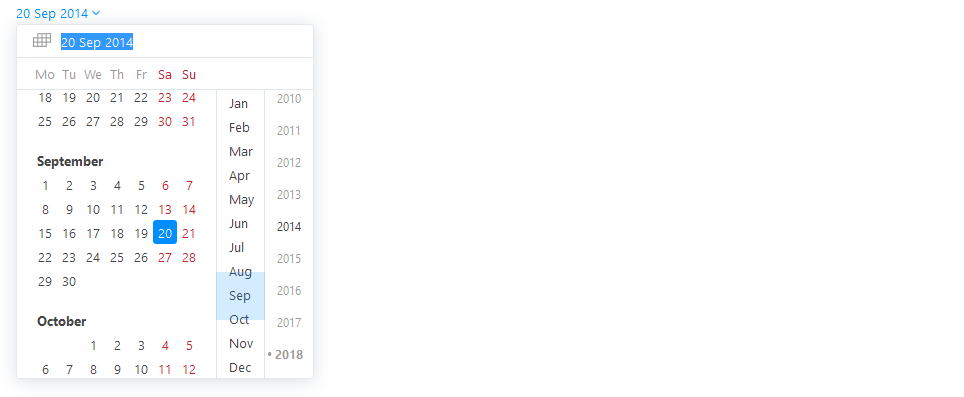 20 Sep 2014
20 Sep 2014
Mo Tu We Th Fr Sa Su
18 19 20 21 22 23 24
25 26 27 28 29 30 31
September
1 2 3 4 5 6 7
8 9 10 11 12 13 14
15 16 17 18 19 20 21
22 23 24 25 26 27 28
29 30
October
1 2 3 4 5
6 7 8 9 10 11 12
Jan
Feb
Mar
Apr
May
Jun
Jul
Aug
Sep
Oct
Nov
Dec
2010
2011
2012
2013
2014
2015
2016
2017
• 2018